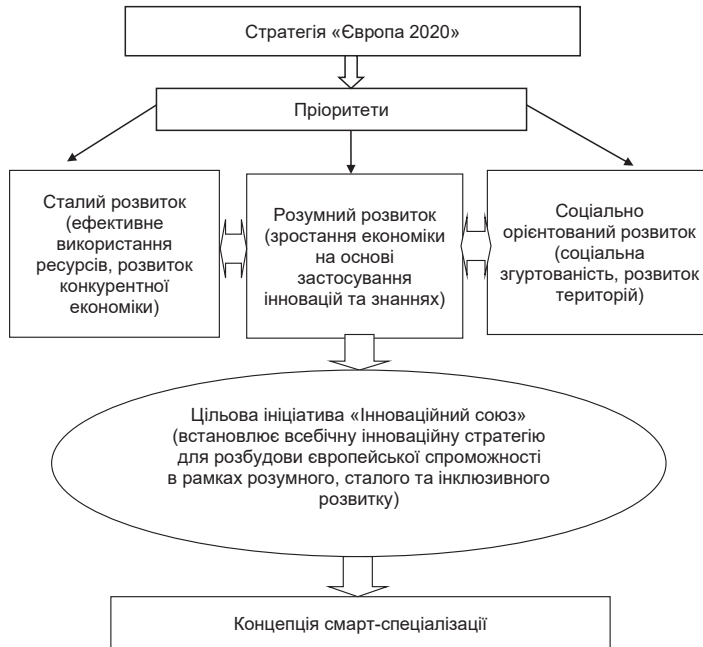 Стратегія «Європа 2020»
Пріоритети
Сталий розвиток
(ефективне
використання
ресурсів, розвиток
конкурентної
економіки)
Розумний розвиток
(зростання економіки
на основі
застосування
інновацій та знаннях)
Соціально
орієнтований розвиток
(соціальна
згуртованість, розвиток
територій)
Цільова ініціатива «Інноваційний союз»
(встановлює всебічну інноваційну стратегію
для розбудови європейської спроможності
в рамках розумного, сталого та інклюзивного
розвитку)
Концепція смарт-спеціалізації